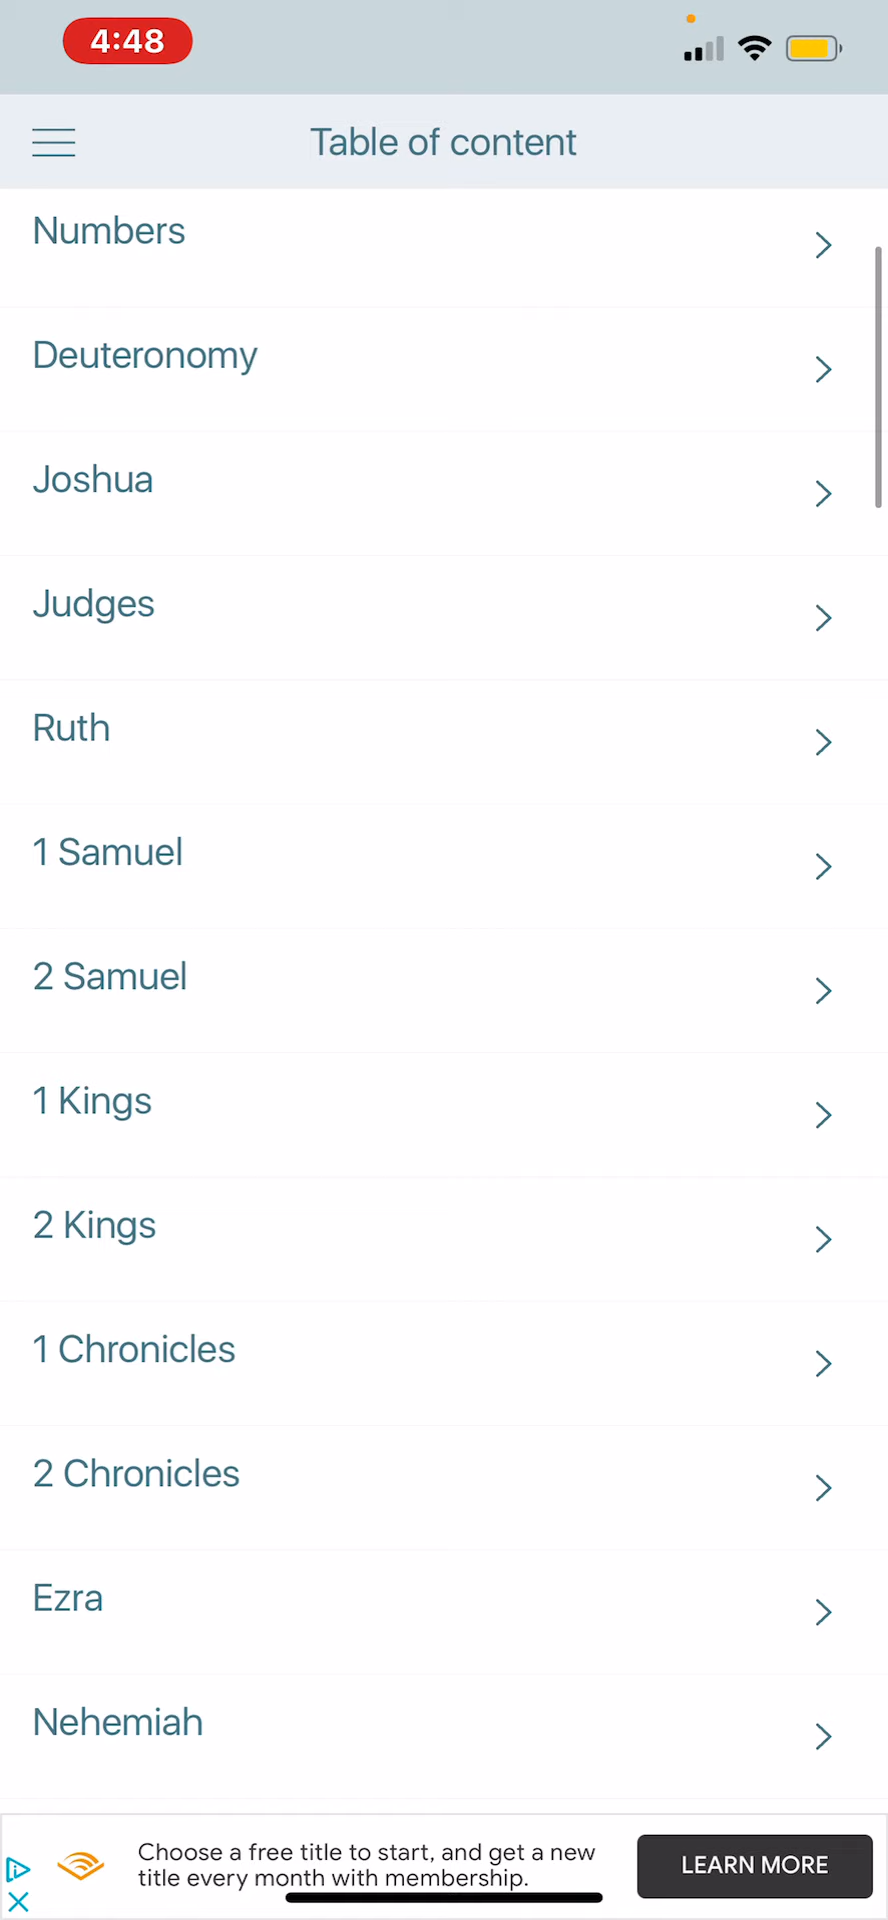 4:48
Table of content
Numbers
Deuteronomy
Joshua
Judges
Ruth
1 Samuel
2 Samuel
1 Kings
2 Kings
1 Chronicles
2 Chronicles
Ezra
Nehemiah
Choose a free title to start, and get a new
title every month with membership.
LEARN MORE